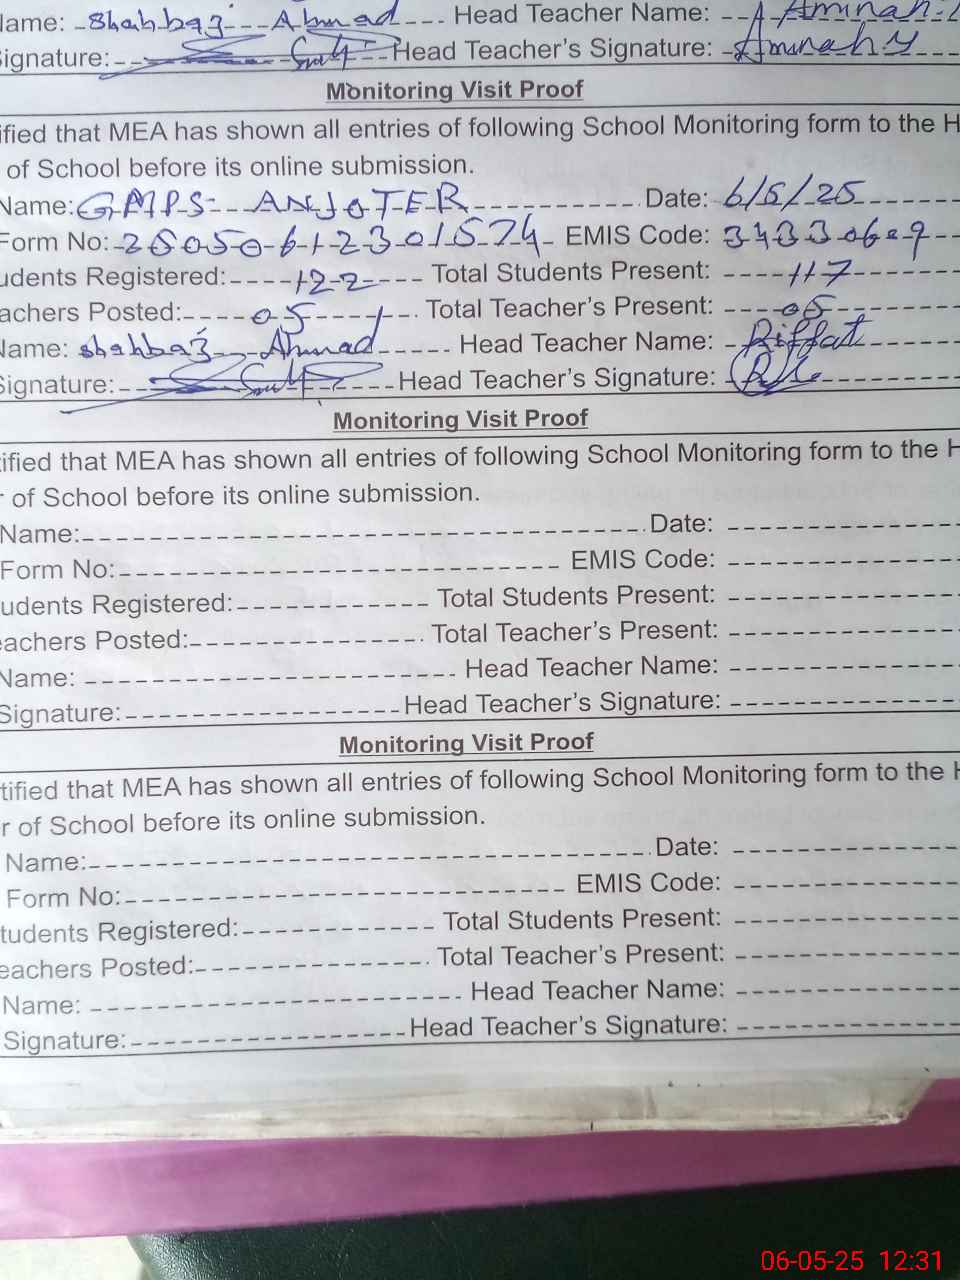 Name: Shahbaz Ahmad Head Teacher Name: Aminah
Signature: Head Teacher's Signature: Aminah.Y
Monitoring Visit Proof
ified that MEA has shown all entries of following School Monitoring form to the H
of School before its online submission.
Name: GMPS ANJOTER Date: 6/5/25
Form No: 25050612301574 EMIS Code: 34330609
udents Registered: 122 Total Students Present: 117
achers Posted: 05 Total Teacher's Present: 05
Name: Shahbaz Ahmad Head Teacher Name: Riffat
Signature: Head Teacher's Signature:
Monitoring Visit Proof
tified that MEA has shown all entries of following School Monitoring form to the H
r of School before its online submission.
Name: Date:
Form No: EMIS Code:
udents Registered: Total Students Present:
eachers Posted: Total Teacher's Present:
Name: Head Teacher Name:
Signature: Head Teacher's Signature:
Monitoring Visit Proof
tified that MEA has shown all entries of following School Monitoring form to the H
r of School before its online submission.
Name: Date:
Form No: EMIS Code:
tudents Registered: Total Students Present:
eachers Posted: Total Teacher's Present:
Name: Head Teacher Name:
Signature: Head Teacher's Signature:
06-05-25 12:31